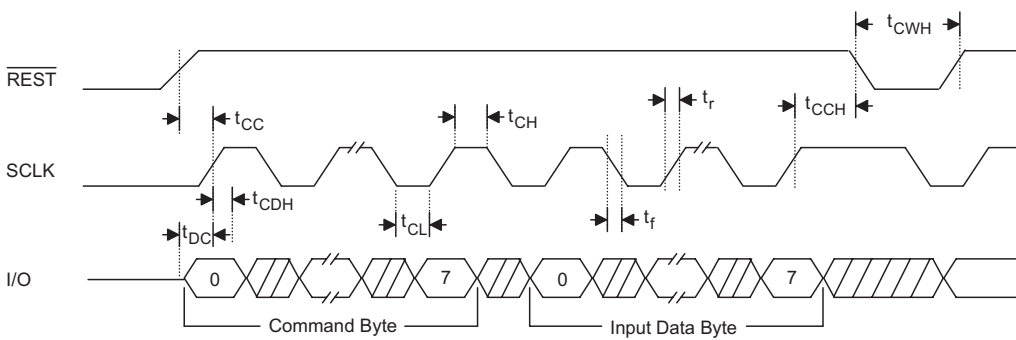 tCWH
REST
tr
tCCH
tCC
tCH
SCLK
tCDH
tDC
tCL
tf
I/O
0 7 0 7
Command Byte Input Data Byte